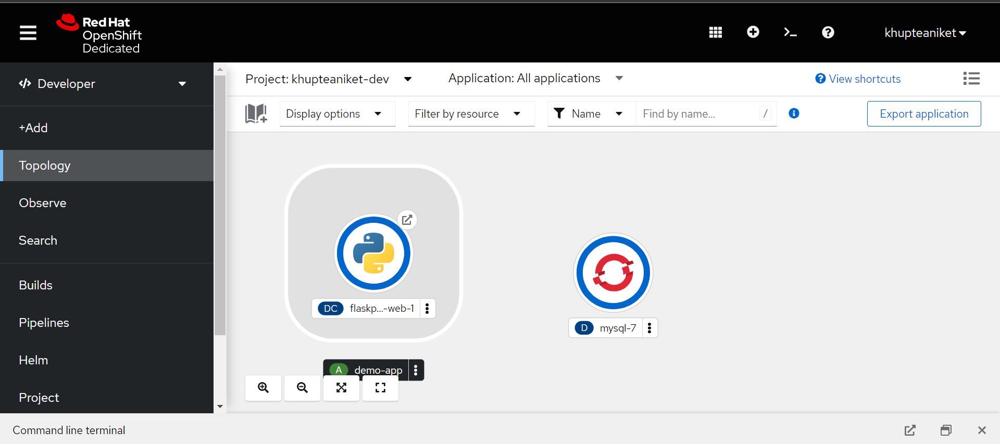 Red Hat
OpenShift
Dedicated
khupteaniket
Developer
+Add
Topology
Observe
Search
Builds
Pipelines
Helm
Project
Project: khupteaniket-dev
Application: All applications
View shortcuts
Display options
Filter by resource
Name
Find by name...
/
Export application
DC flaskp...-web-1
D mysql-7
A demo-app
Command line terminal